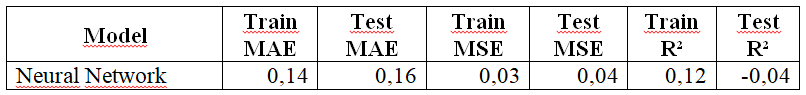 Model Train MAE Test MAE Train MSE Test MSE Train R² Test R²
Neural Network 0,14 0,16 0,03 0,04 0,12 -0,04